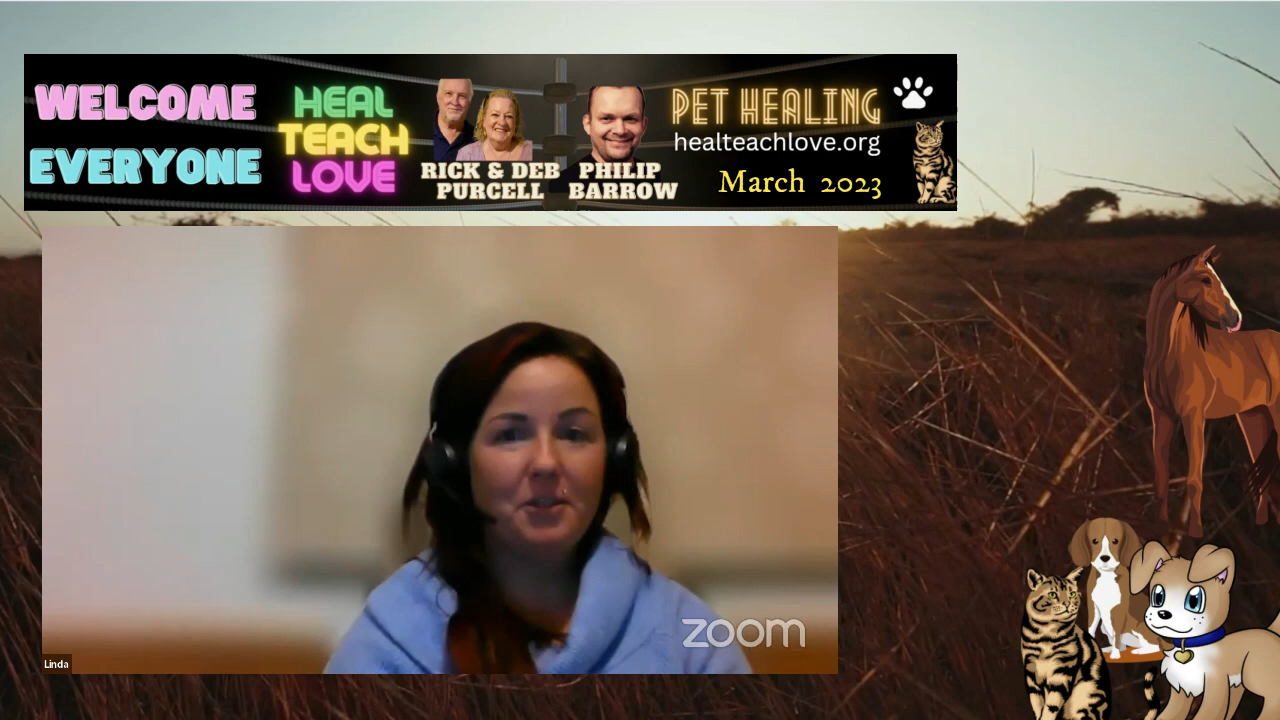 WELCOME
EVERYONE
HEAL
TEACH
LOVE
RICK & DEB
PURCELL
PHILIP
BARROW
PET HEALING
healteachlove.org
March 2023
zoom
Linda